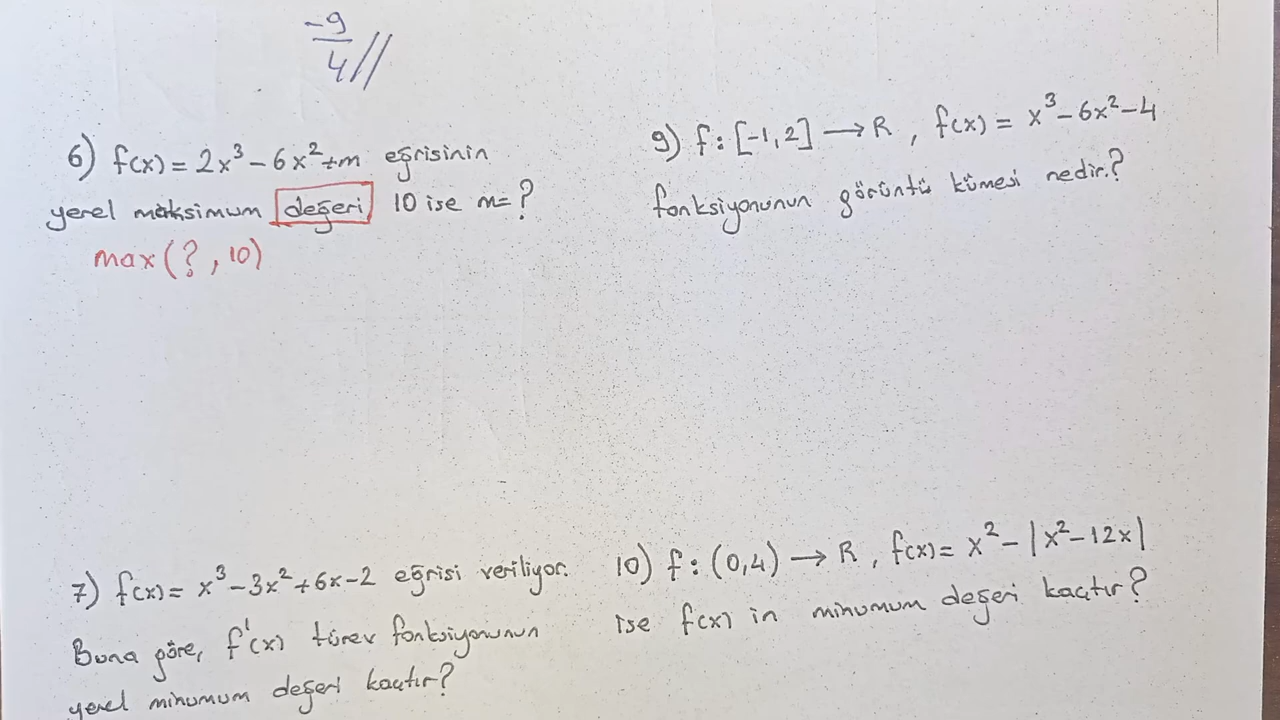 -9
4//
6) f(x) = 2x³ - 6x² + m eğrisinin
yerel maksimum değeri 10 ise m = ?
max(?, 10)
7) f(x) = x³ - 3x² + 6x - 2 eğrisi veriliyor.
Buna göre, f'(x) türev fonksiyonunun
yerel minumum değeri kaçtır?
9) f: [-1,2] → R, f(x) = x³ - 6x² - 4
fonksiyonunun görüntü kümesi nedir?
10) f: (0,4) → R, f(x) = x² - |x² - 12x|
ise f(x) in minumum değeri kaçtır?